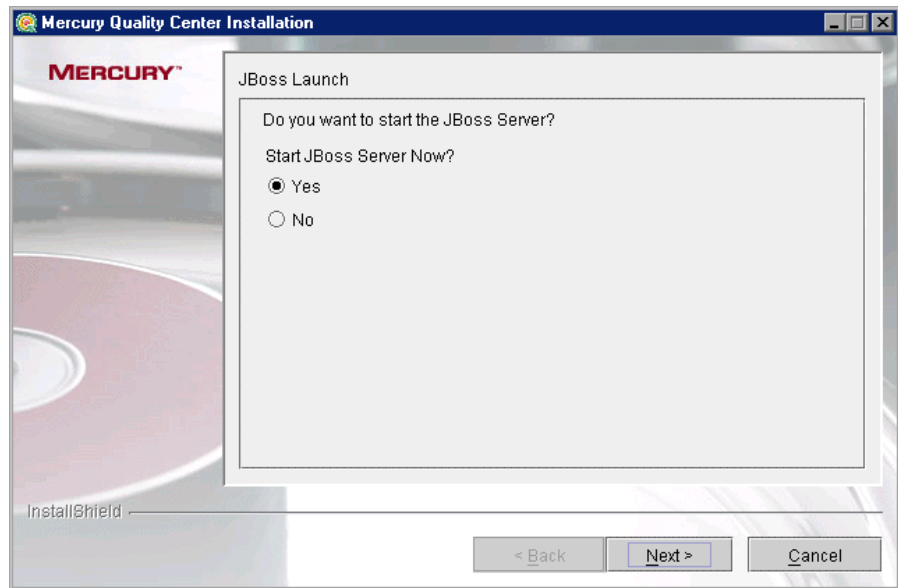 Mercury Quality Center Installation
MERCURY™
JBoss Launch
Do you want to start the JBoss Server?
Start JBoss Server Now?
Yes
No
InstallShield
< Back
Next >
Cancel